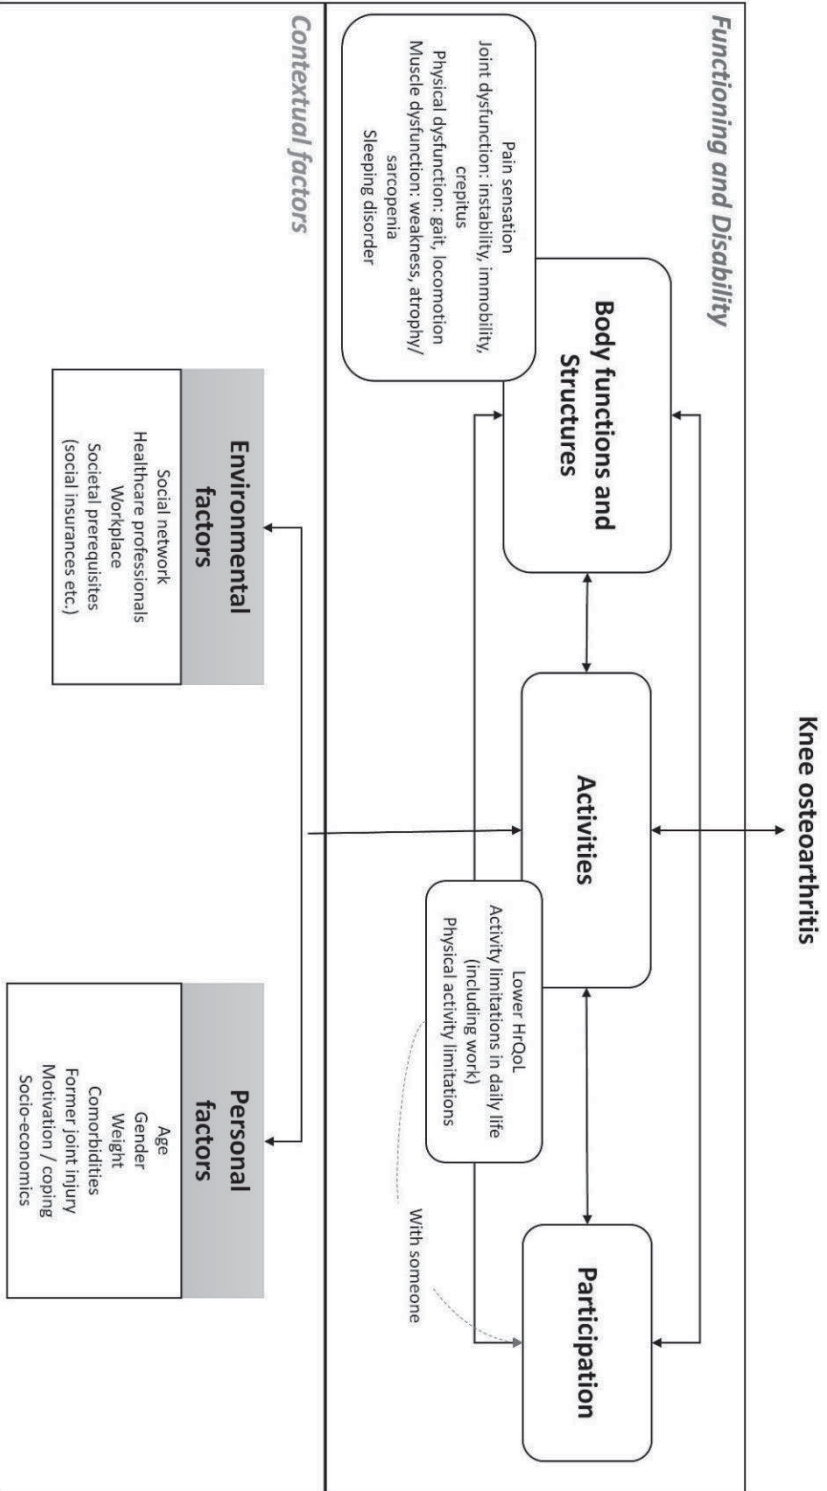 Knee osteoarthritis
Functioning and Disability
Body functions and
Structures
Activities
Participation
Pain sensation
Joint dysfunction: instability, immobility,
crepitus
Physical dysfunction: gait, locomotion
Muscle dysfunction: weakness, atrophy/
sarcopenia
Sleeping disorder
Lower HrQoL
Activity limitations in daily life
(including work)
Physical activity limitations
With someone
Contextual factors
Environmental
factors
Social network
Healthcare professionals
Workplace
Societal prerequisites
(social insurances etc.)
Personal
factors
Age
Gender
Weight
Comorbidities
Former joint injury
Motivation / coping
Socio-economics